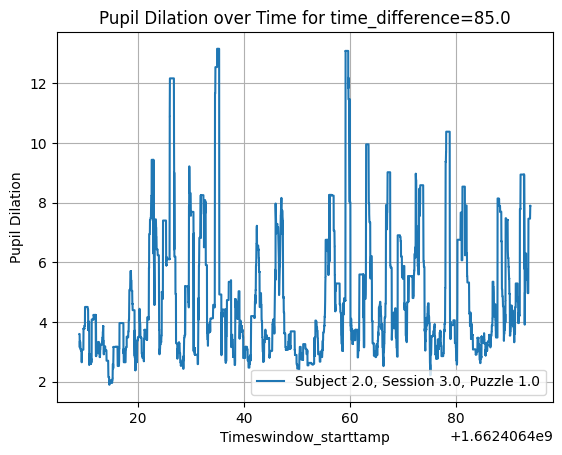 Pupil Dilation over Time for time_difference=85.0
Pupil Dilation
12
10
8
6
4
2
Subject 2.0, Session 3.0, Puzzle 1.0
20
40
60
80
Timeswindow_starttamp
+1.6624064e9